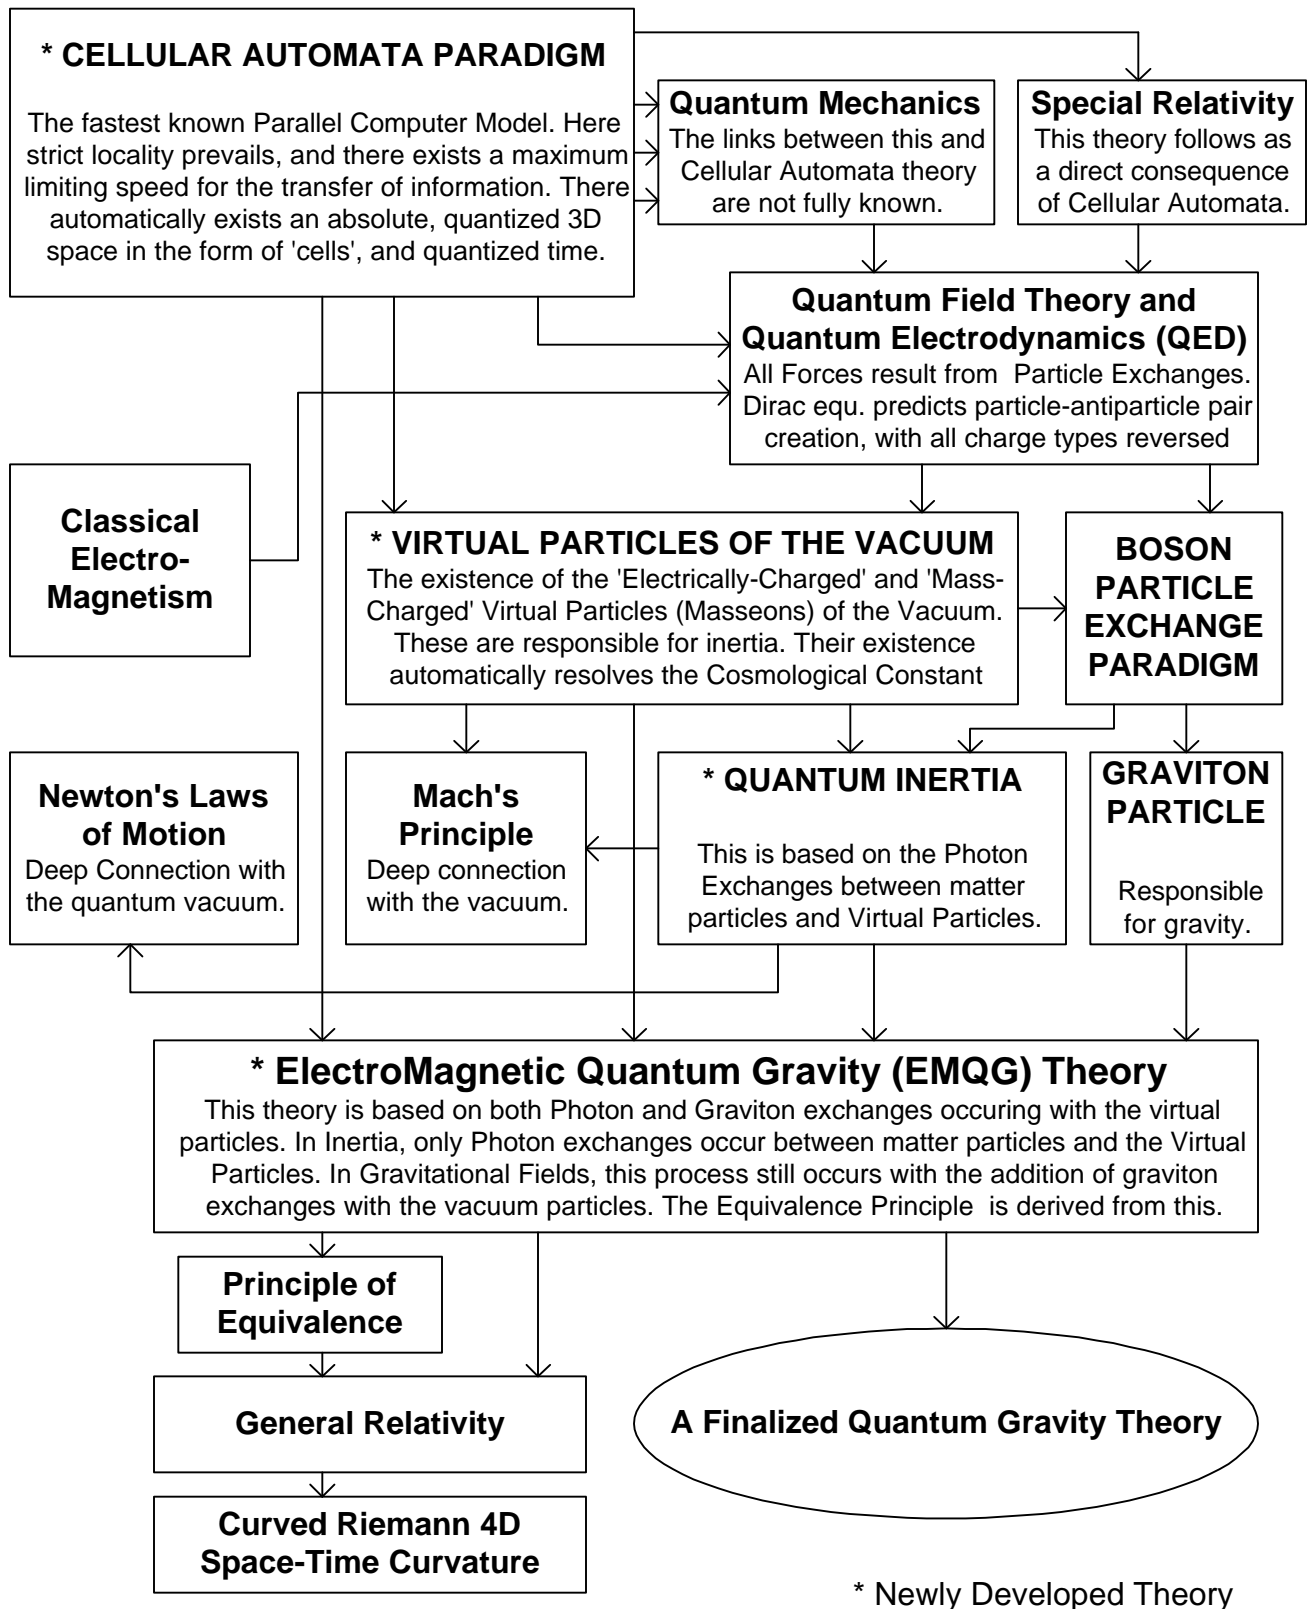 * CELLULAR AUTOMATA PARADIGM
The fastest known Parallel Computer Model. Here
strict locality prevails, and there exists a maximum
limiting speed for the transfer of information. There
automatically exists an absolute, quantized 3D
space in the form of 'cells', and quantized time.
Quantum Mechanics
The links between this and
Cellular Automata theory
are not fully known.
Special Relativity
This theory follows as
a direct consequence
of Cellular Automata.
Quantum Field Theory and
Quantum Electrodynamics (QED)
All Forces result from Particle Exchanges.
Dirac equ. predicts particle-antiparticle pair
creation, with all charge types reversed
Classical
Electro-
Magnetism
* VIRTUAL PARTICLES OF THE VACUUM
The existence of the 'Electrically-Charged' and 'Mass-
Charged' Virtual Particles (Masseons) of the Vacuum.
These are responsible for inertia. Their existence
automatically resolves the Cosmological Constant
BOSON
PARTICLE
EXCHANGE
PARADIGM
Newton's Laws
of Motion
Deep Connection with
the quantum vacuum.
Mach's
Principle
Deep connection
with the vacuum.
* QUANTUM INERTIA
This is based on the Photon
Exchanges between matter
particles and Virtual Particles.
GRAVITON
PARTICLE
Responsible
for gravity.
* ElectroMagnetic Quantum Gravity (EMQG) Theory
This theory is based on both Photon and Graviton exchanges occuring with the virtual
particles. In Inertia, only Photon exchanges occur between matter particles and the Virtual
Particles. In Gravitational Fields, this process still occurs with the addition of graviton
exchanges with the vacuum particles. The Equivalence Principle is derived from this.
Principle of
Equivalence
General Relativity
A Finalized Quantum Gravity Theory
Curved Riemann 4D
Space-Time Curvature
* Newly Developed Theory